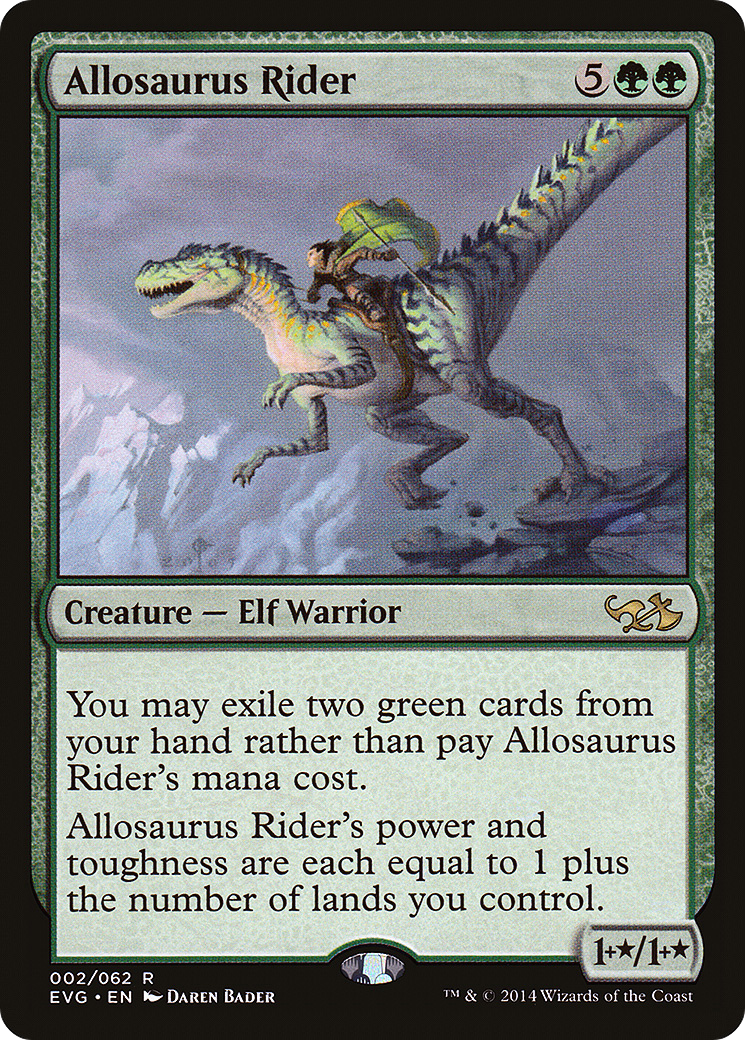 Allosaurus Rider 5
Creature — Elf Warrior
You may exile two green cards from
your hand rather than pay Allosaurus
Rider's mana cost.
Allosaurus Rider's power and
toughness are each equal to 1 plus
the number of lands you control.
1+★/1+★
002/062 R
EVG • EN Daren Bader
™ & © 2014 Wizards of the Coast